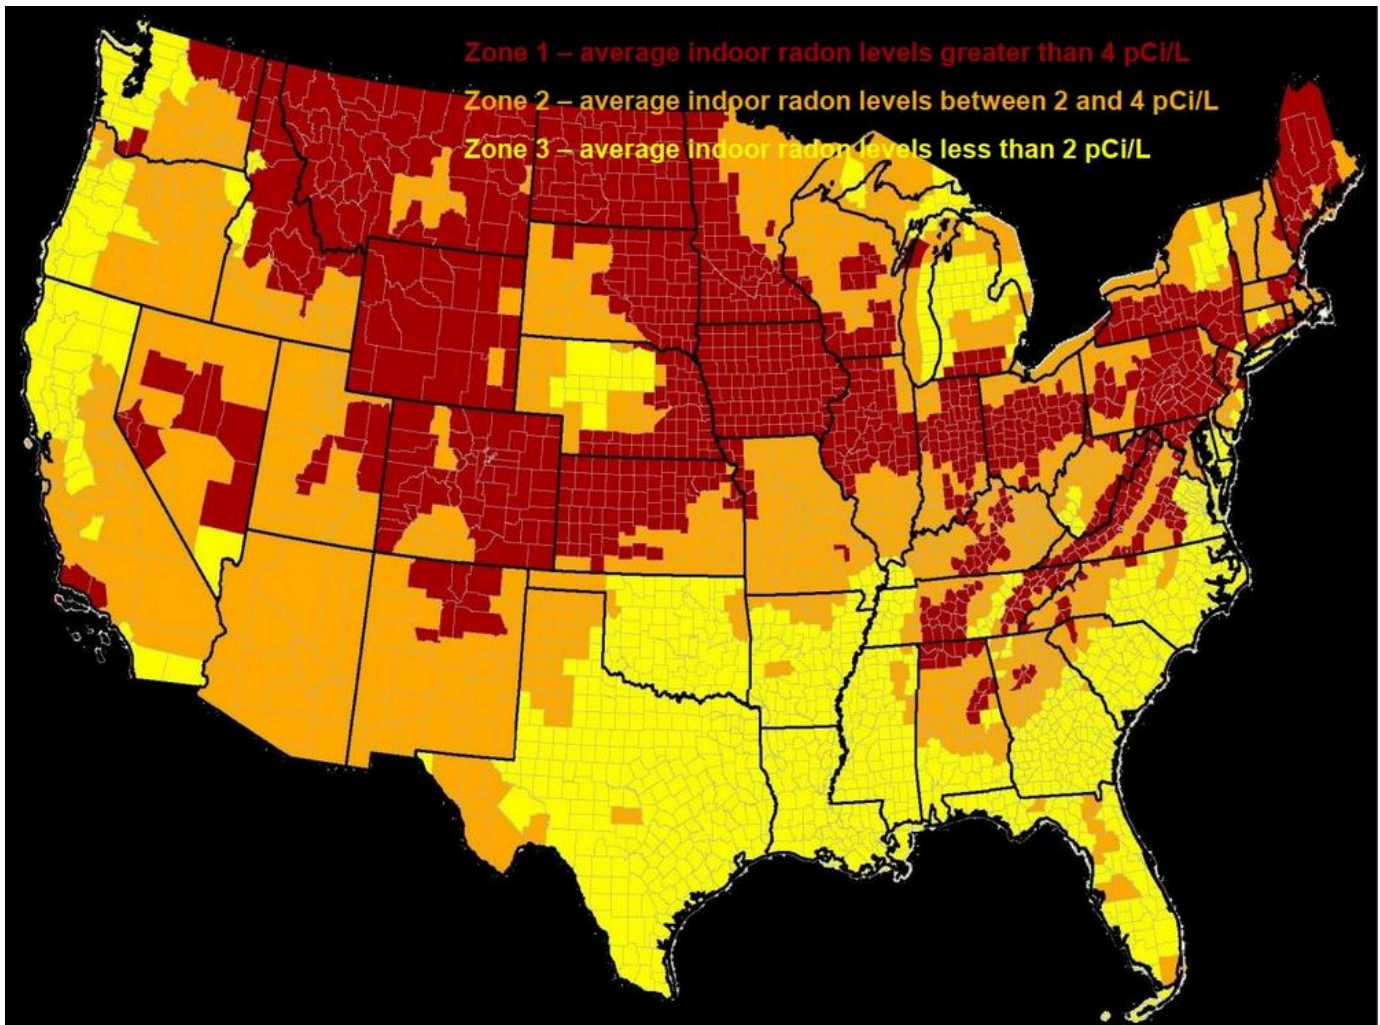 Zone 1 – average indoor radon levels greater than 4 pCi/L
Zone 2 – average indoor radon levels between 2 and 4 pCi/L
Zone 3 – average indoor radon levels less than 2 pCi/L